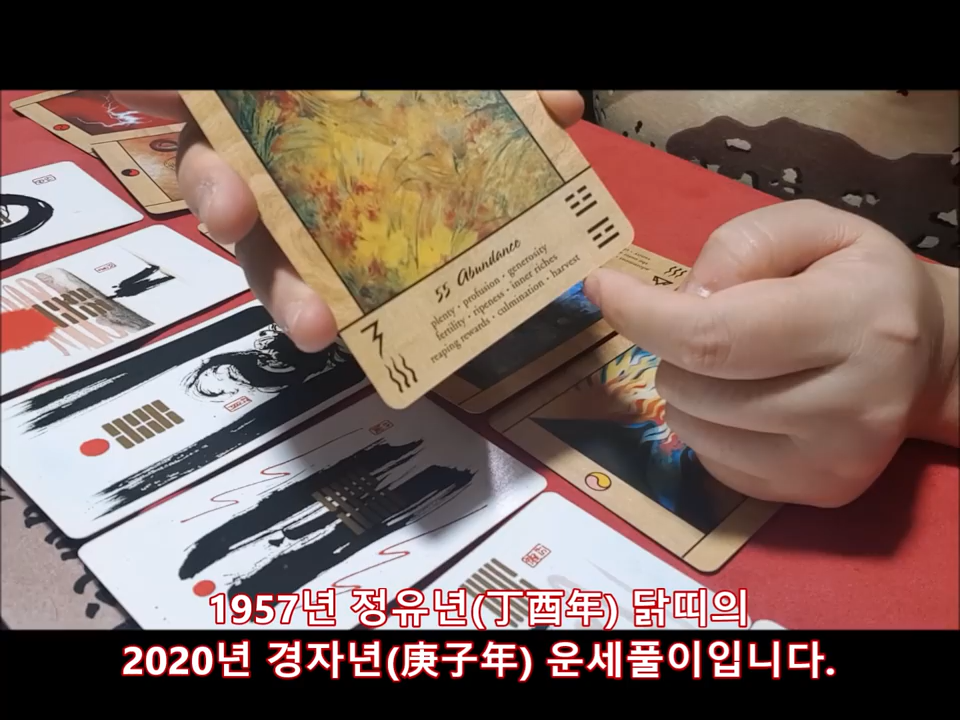 55 Abundance
plenty • profusion • generosity
fertility • ripeness • inner riches
reaping rewards • culmination • harvest
1957년 정유년(丁酉年) 닭띠의
2020년 경자년(庚子年) 운세풀이입니다.